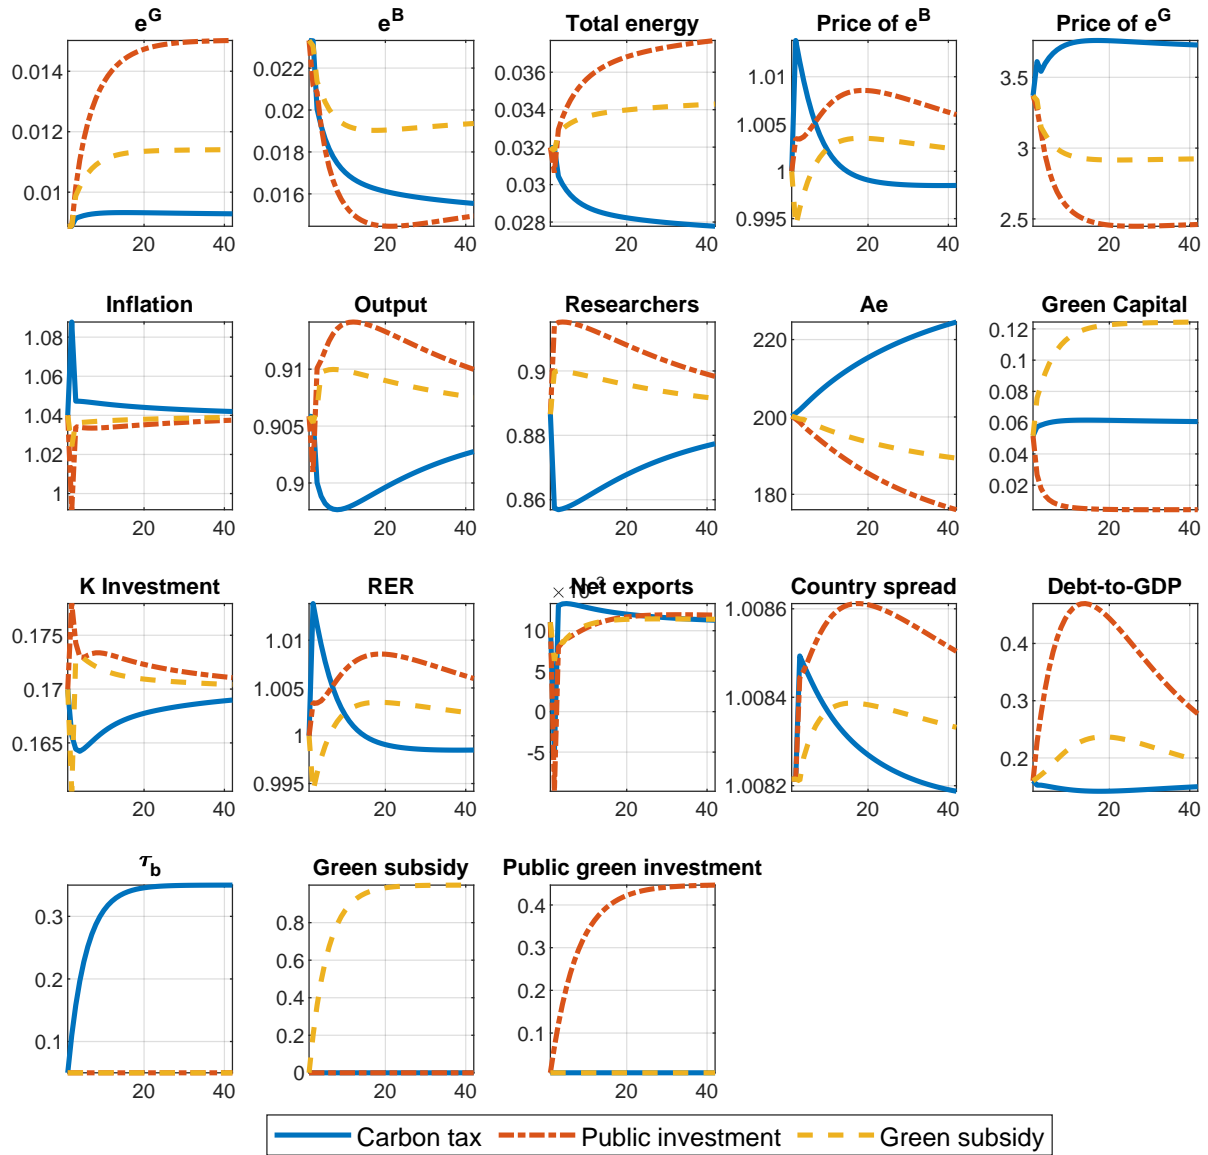 e^G e^B Total energy Price of e^B Price of e^G
0.014 0.012 0.01 20 40
0.022 0.02 0.018 0.016 20 40
0.036 0.034 0.032 0.03 0.028 20 40
1.01 1.005 1 0.995 20 40
3.5 3 2.5 20 40
Inflation Output Researchers Ae Green Capital
1.08 1.06 1.04 1.02 1 20 40
0.91 0.905 0.9 20 40
0.9 0.88 0.86 20 40
220 200 180 20 40
0.12 0.1 0.08 0.06 0.04 0.02 20 40
K Investment RER Net exports Country spread Debt-to-GDP
0.175 0.17 0.165 20 40
1.01 1.005 1 0.995 20 40
10 5 0 -5 20 40
1.0086 1.0084 1.0082 20 40
0.4 0.3 0.2 20 40
τ_b Green subsidy Public green investment
0.3 0.2 0.1 20 40
0.8 0.6 0.4 0.2 0 20 40
0.4 0.3 0.2 0.1 20 40
Carbon tax Public investment Green subsidy